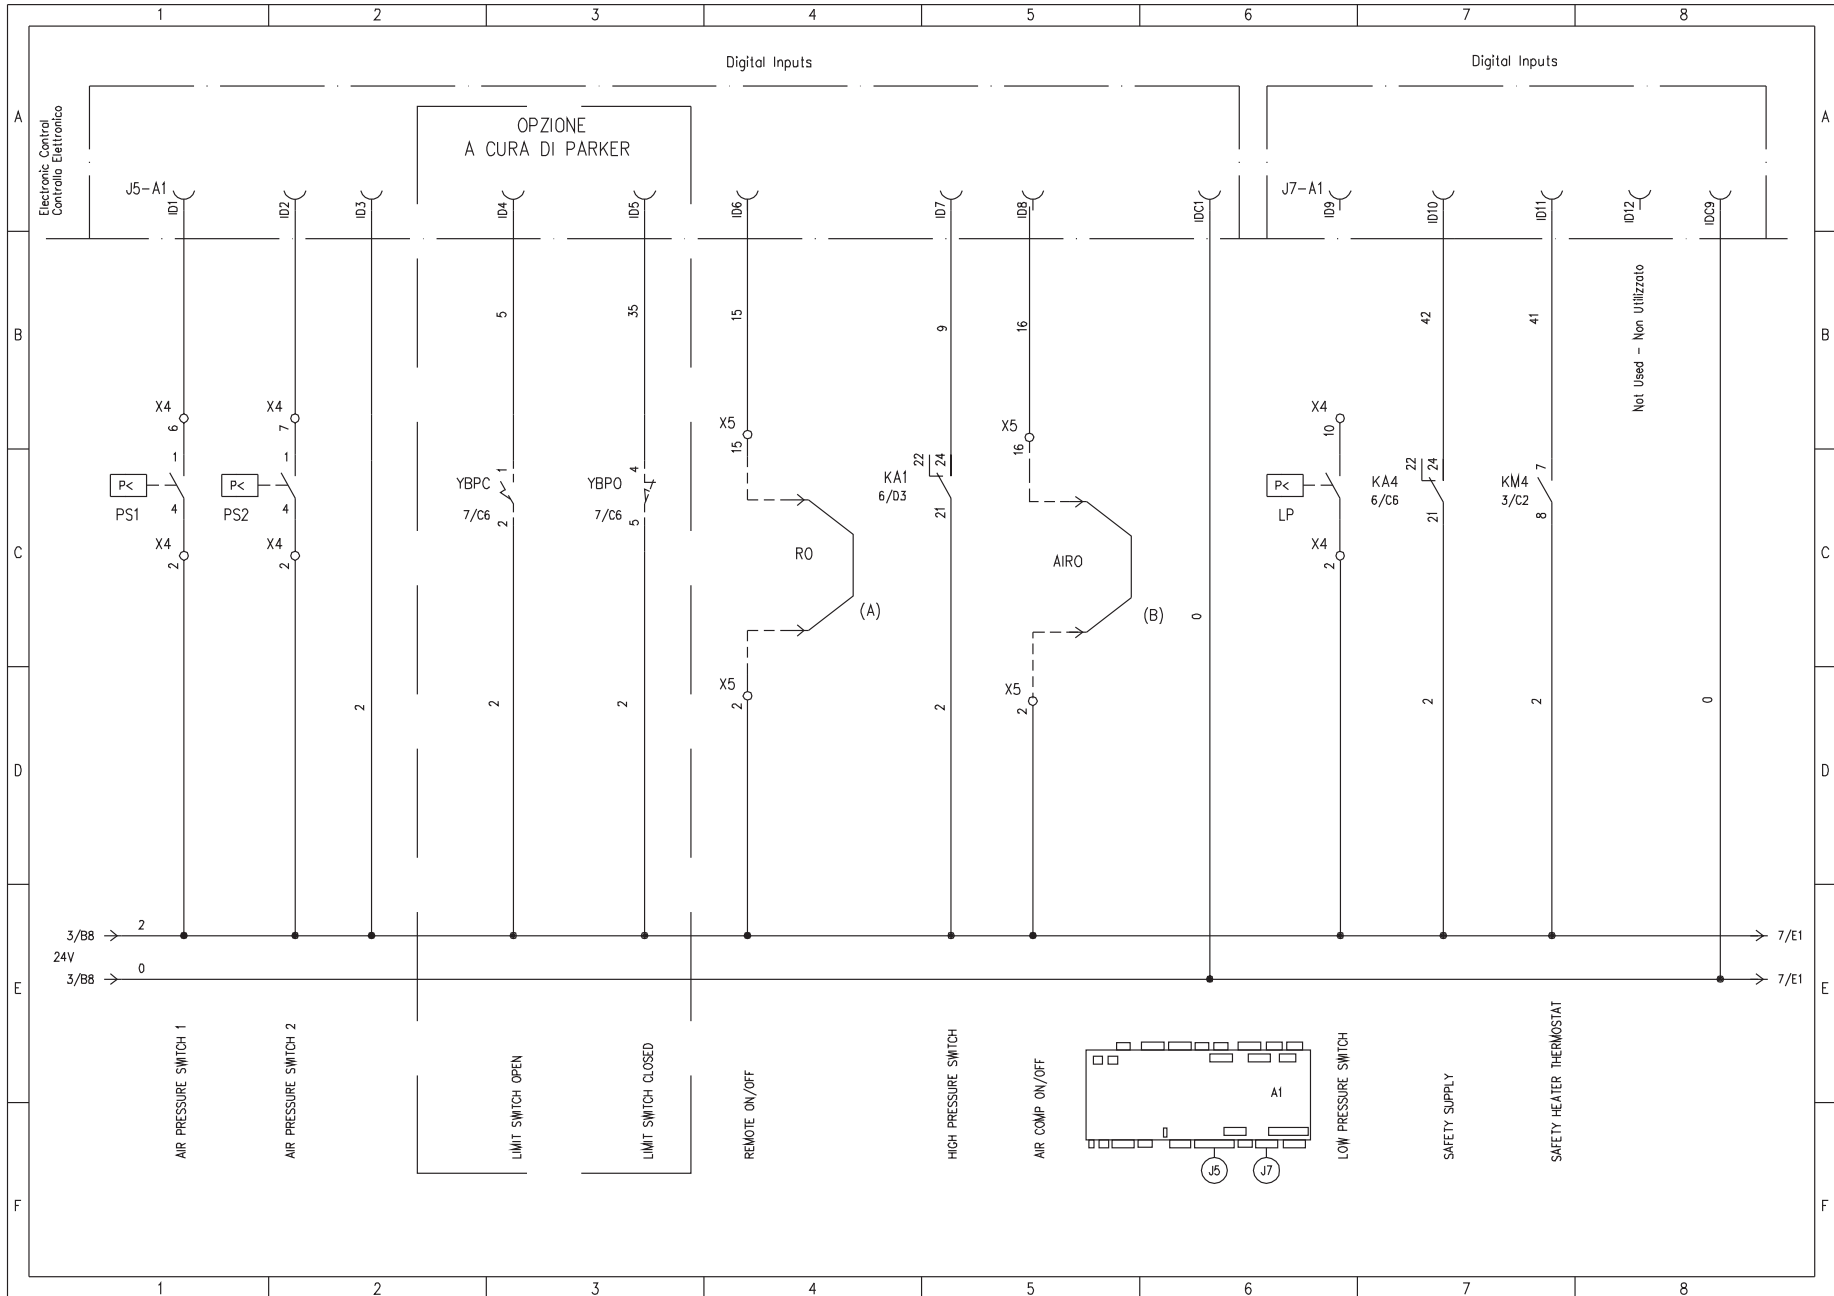 1 2 3 4 5 6 7 8
Digital Inputs
Digital Inputs
A
A
Electronic Control
Controllo Elettronico
OPZIONE
A CURA DI PARKER
J5-A1
ID1
ID2
ID3
ID4
ID5
ID6
ID7
ID8
IDC1
J7-A1
ID9
ID10
ID11
ID12
IDC9
B
B
5
35
15
9
16
42
41
Not Used - Non Utilizzato
X4
6
X4
7
X5
15
X5
16
X4
10
1
1
1
4
22
24
22
24
7
P<
PS1
P<
PS2
YBPC
7/C6
YBPO
7/C6
KA1
6/D3
P<
LP
KA4
6/C6
KM4
3/C2
4
4
2
5
21
21
8
C
C
X4
2
X4
2
RO
(A)
AIRO
(B)
0
X4
2
2
2
2
X5
2
2
X5
2
2
2
0
D
D
3/B8
2
7/E1
24V
3/B8
0
7/E1
E
E
AIR PRESSURE SWITCH 1
AIR PRESSURE SWITCH 2
LIMIT SWITCH OPEN
LIMIT SWITCH CLOSED
REMOTE ON/OFF
HIGH PRESSURE SWITCH
AIR COMP ON/OFF
A1
J5
J7
LOW PRESSURE SWITCH
SAFETY SUPPLY
SAFETY HEATER THERMOSTAT
F
F
1 2 3 4 5 6 7 8